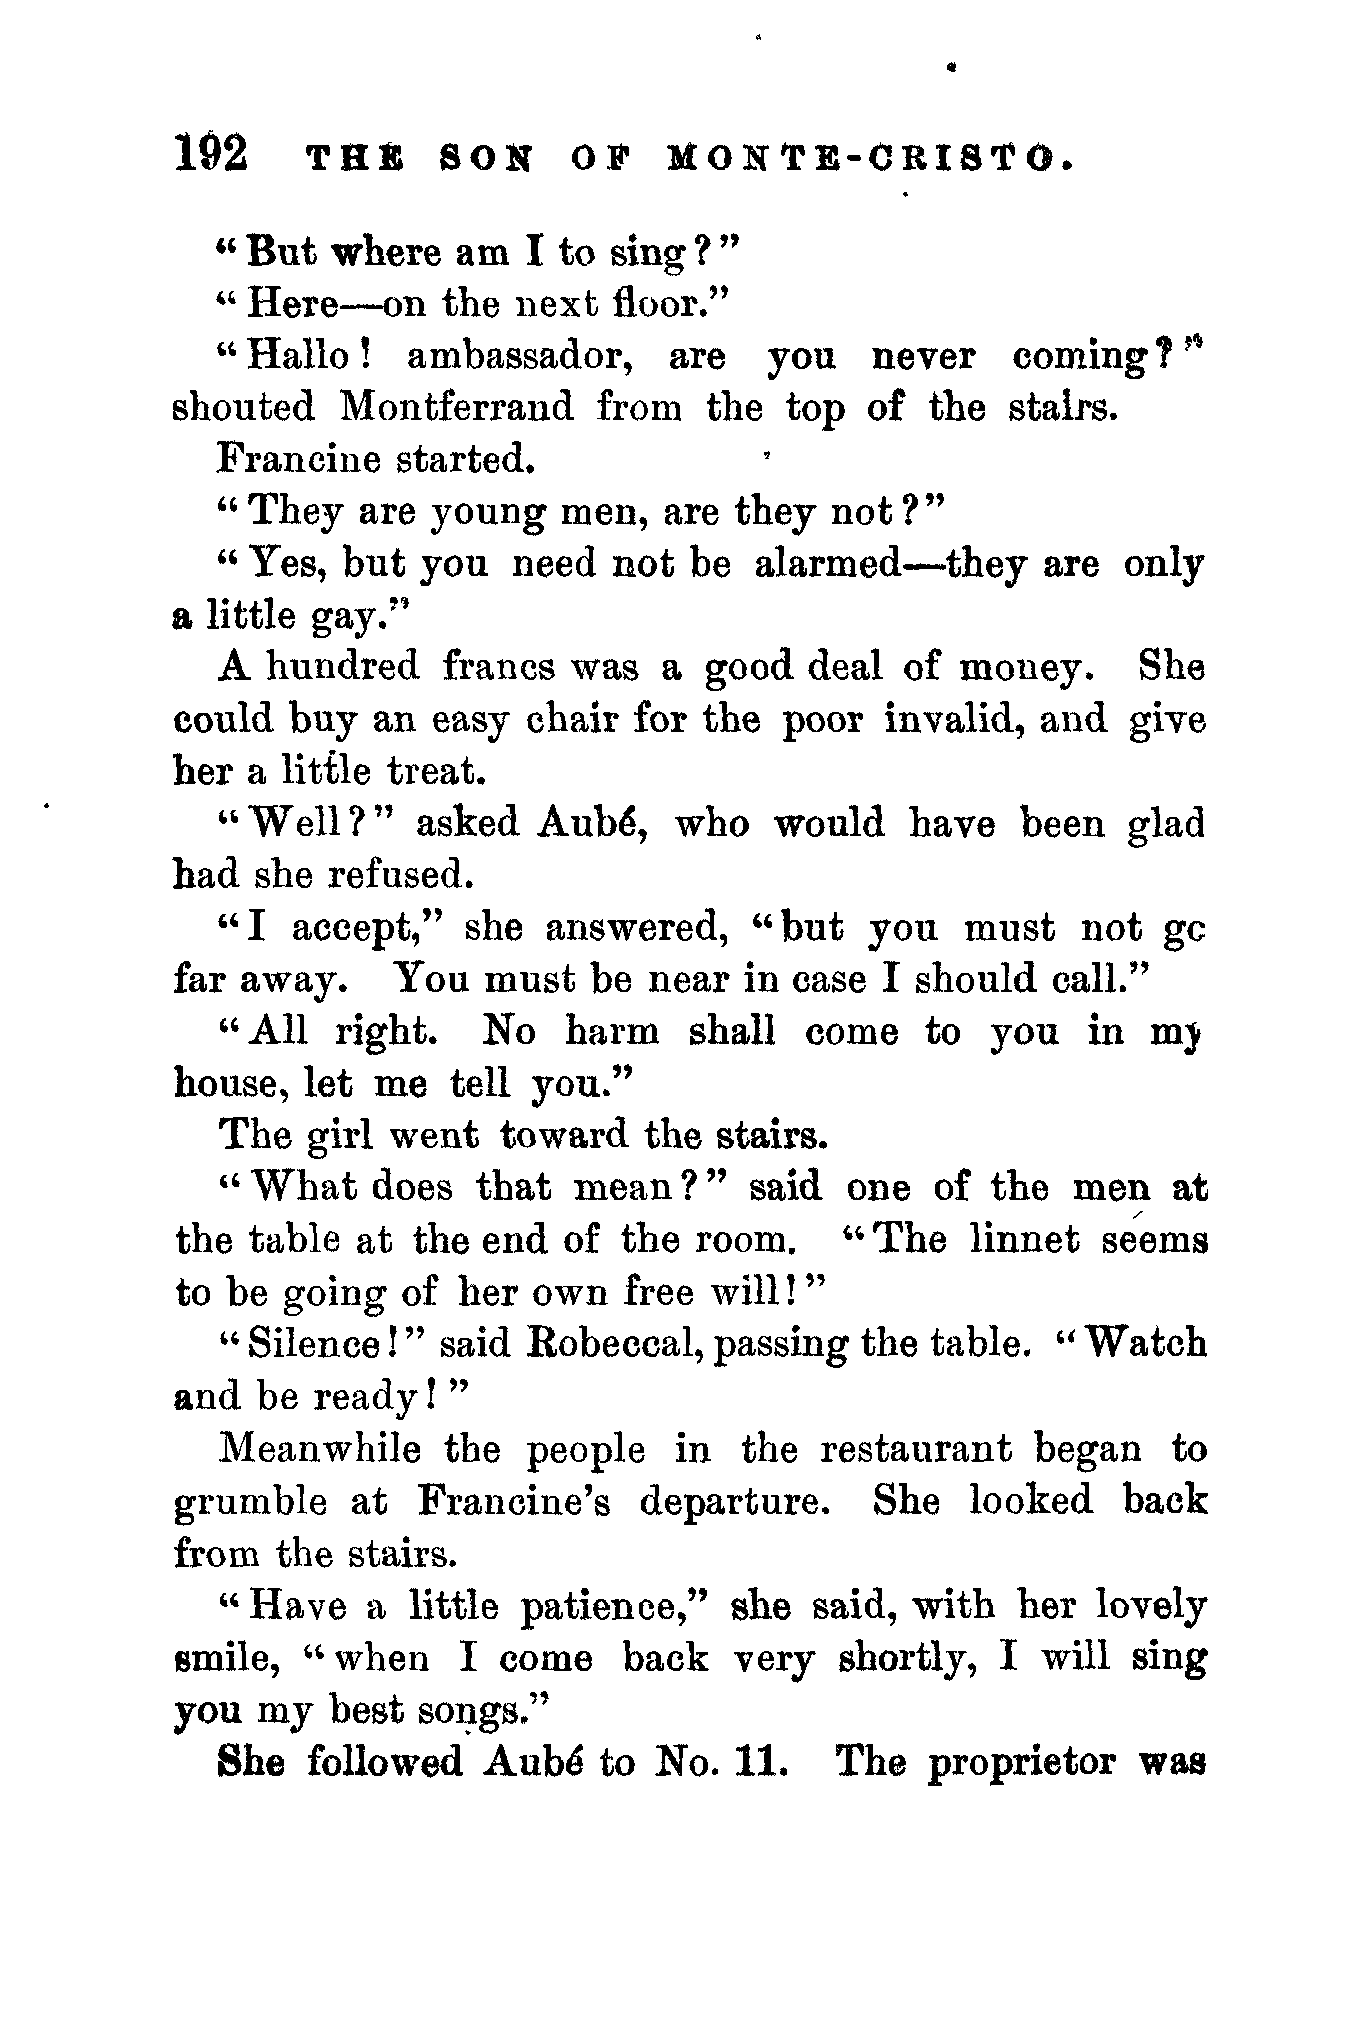 192 THE SON OF MONTE-CRISTO.
“But where am I to sing?”
“Here—on the next floor.”
“Hallo! ambassador, are you never coming?”
shouted Montferrand from the top of the stairs.
Francine started.
“They are young men, are they not?”
“Yes, but you need not be alarmed—they are only
a little gay.”
A hundred francs was a good deal of money. She
could buy an easy chair for the poor invalid, and give
her a little treat.
“Well?” asked Aubé, who would have been glad
had she refused.
“I accept,” she answered, “but you must not gc
far away. You must be near in case I should call.”
“All right. No harm shall come to you in my
house, let me tell you.”
The girl went toward the stairs.
“What does that mean?” said one of the men at
the table at the end of the room. “The linnet seems
to be going of her own free will!”
“Silence!” said Robeccal, passing the table. “Watch
and be ready!”
Meanwhile the people in the restaurant began to
grumble at Francine’s departure. She looked back
from the stairs.
“Have a little patience,” she said, with her lovely
smile, “when I come back very shortly, I will sing
you my best songs.”
She followed Aubé to No. 11. The proprietor was